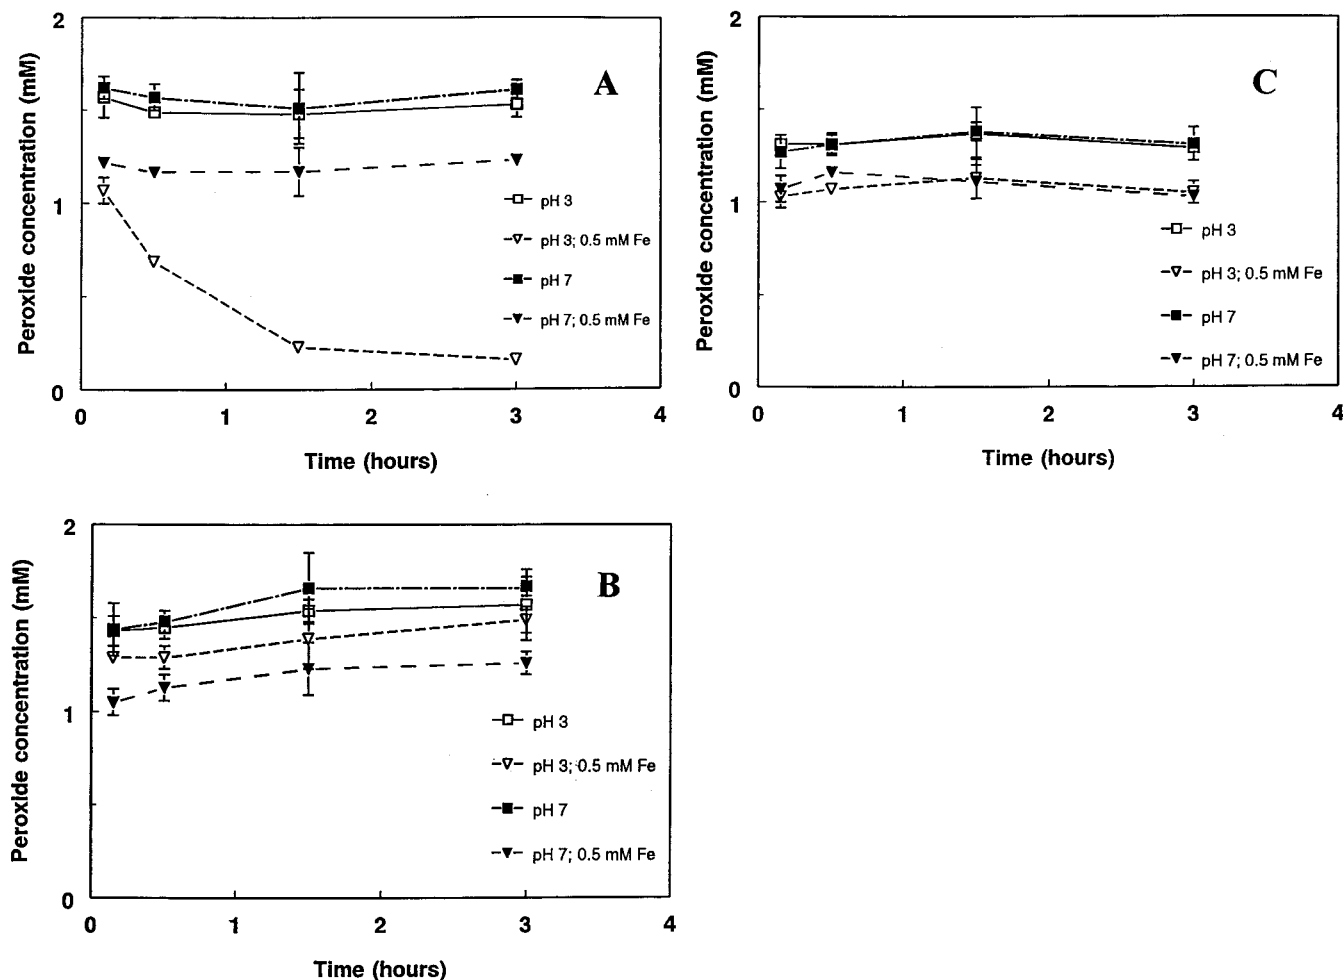 2
A
Peroxide concentration (mM)
1
pH 3
pH 3; 0.5 mM Fe
pH 7
pH 7; 0.5 mM Fe
0
0 1 2 3 4
Time (hours)
2
C
Peroxide concentration (mM)
1
pH 3
pH 3; 0.5 mM Fe
pH 7
pH 7; 0.5 mM Fe
0
0 1 2 3 4
Time (hours)
2
B
Peroxide concentration (mM)
1
pH 3
pH 3; 0.5 mM Fe
pH 7
pH 7; 0.5 mM Fe
0
0 1 2 3 4
Time (hours)